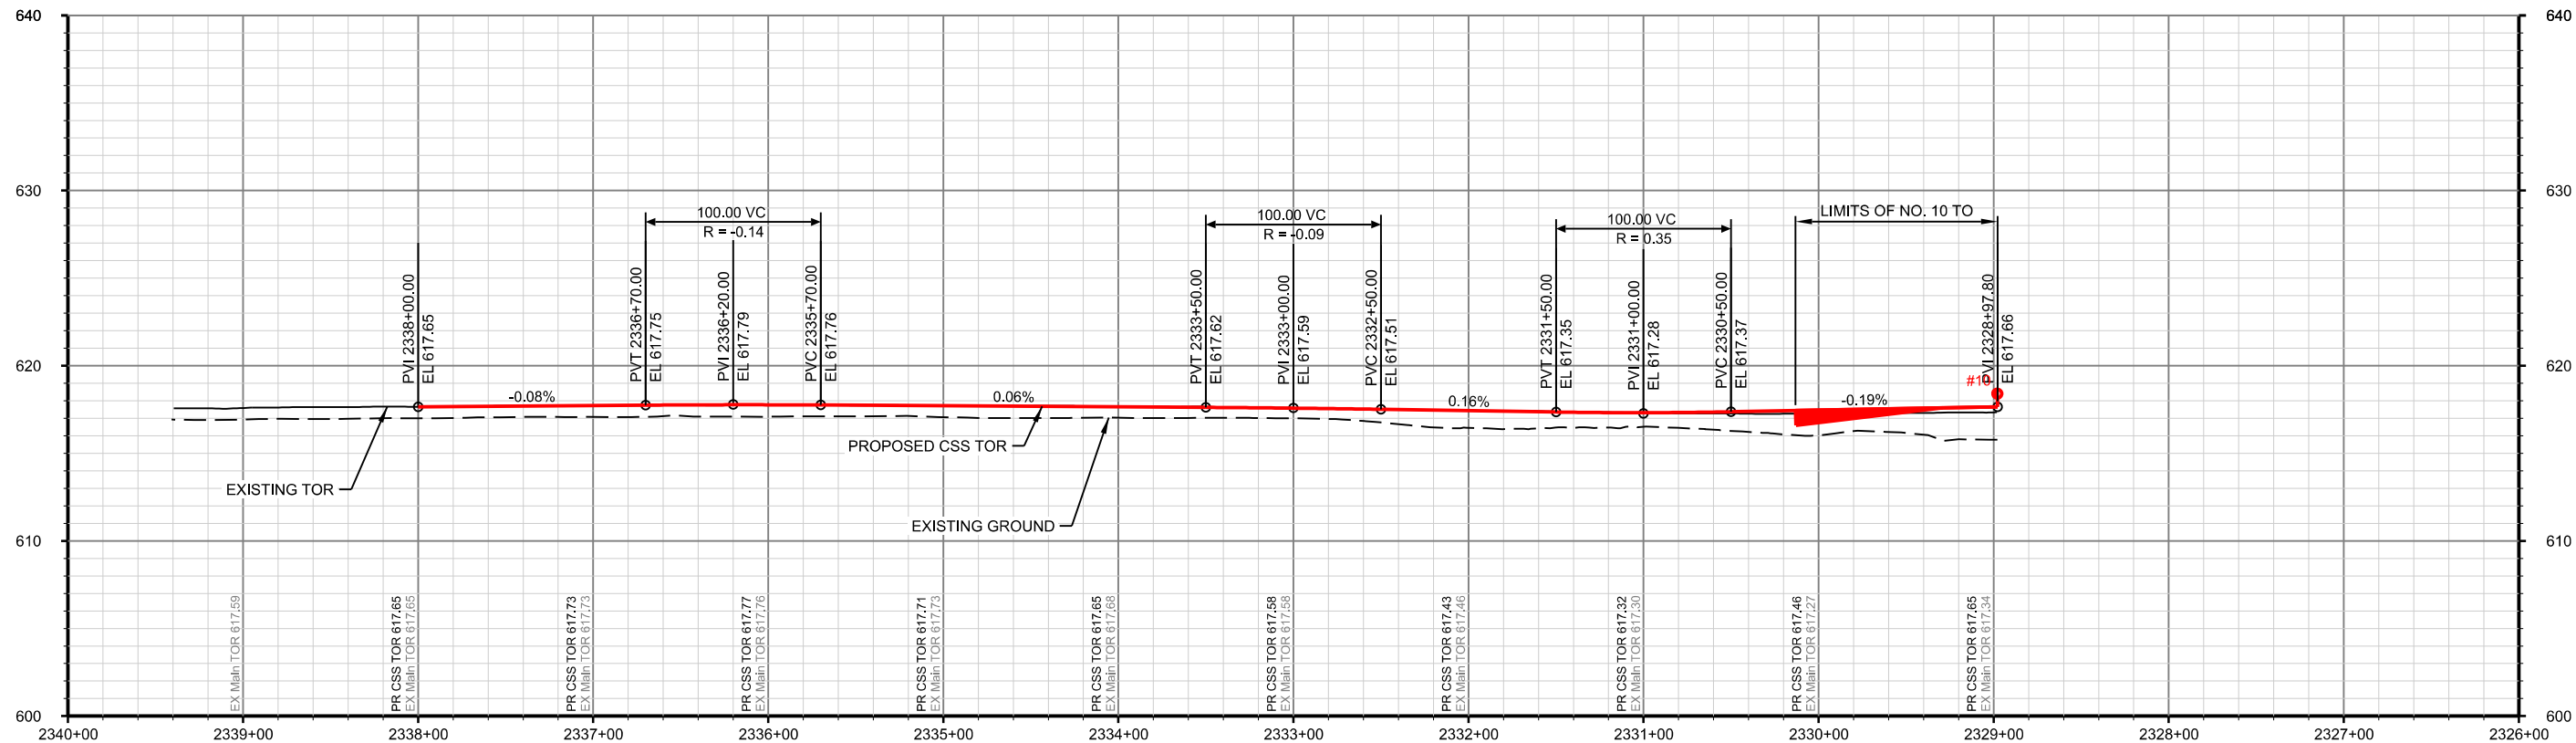 640
640
630
630
620
620
610
610
600
600
100.00 VC
R = -0.14
100.00 VC
R = -0.09
100.00 VC
R = 0.35
LIMITS OF NO. 10 TO
PVI 2338+00.00
EL 617.65
PVT 2336+70.00
EL 617.75
PVI 2336+20.00
EL 617.79
PVC 2335+70.00
EL 617.76
PVT 2333+50.00
EL 617.62
PVI 2333+00.00
EL 617.59
PVC 2332+50.00
EL 617.51
PVT 2331+50.00
EL 617.35
PVI 2331+00.00
EL 617.28
PVC 2330+50.00
EL 617.37
PVI 2328+97.80
EL 617.66
#10
-0.08%
0.06%
0.16%
-0.19%
PROPOSED CSS TOR
EXISTING TOR
EXISTING GROUND
EX Main TOR 617.59
PR CSS TOR 617.65
EX Main TOR 617.65
PR CSS TOR 617.73
EX Main TOR 617.73
PR CSS TOR 617.77
EX Main TOR 617.76
PR CSS TOR 617.71
EX Main TOR 617.73
PR CSS TOR 617.65
EX Main TOR 617.68
PR CSS TOR 617.58
EX Main TOR 617.58
PR CSS TOR 617.43
EX Main TOR 617.46
PR CSS TOR 617.32
EX Main TOR 617.30
PR CSS TOR 617.46
EX Main TOR 617.27
PR CSS TOR 617.65
EX Main TOR 617.34
2340+00
2339+00
2338+00
2337+00
2336+00
2335+00
2334+00
2333+00
2332+00
2331+00
2330+00
2329+00
2328+00
2327+00
2326+00